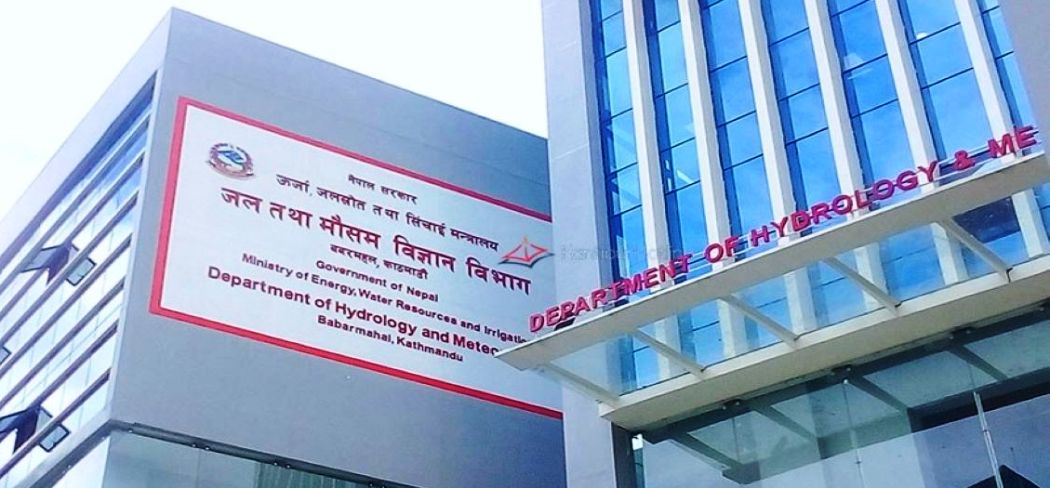 नेपाल सरकार
ऊर्जा, जलस्रोत तथा सिंचाई मन्त्रालय
जल तथा मौसम विज्ञान विभाग
बबरमहल, काठमाडौं
Government of Nepal
Ministry of Energy, Water Resources and Irrigatio
Department of Hydrology and Meteo
Babarmahal, Kathmandu
DEPARTMENT OF HYDROLOGY & ME